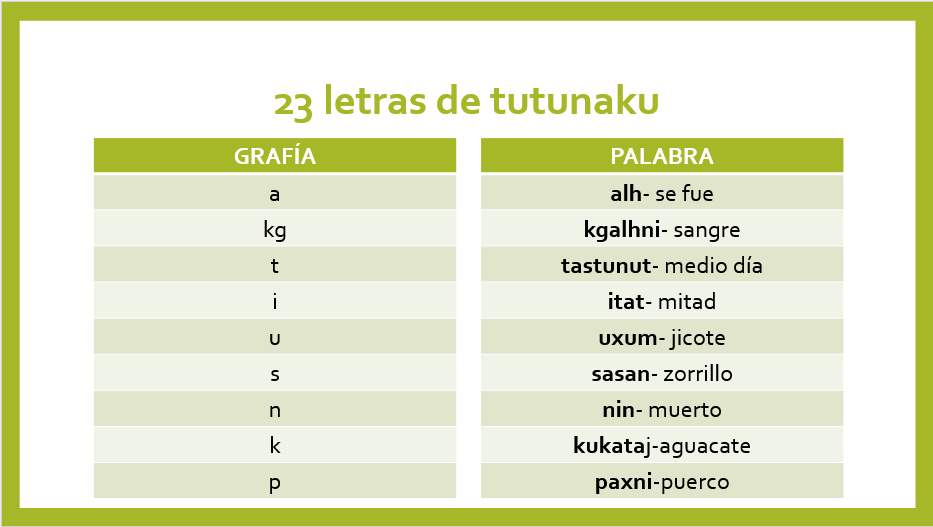 23 letras de tutunaku
GRAFÍA PALABRA
a alh- se fue
kg kgalhni- sangre
t tastunut- medio día
i itat- mitad
u uxum- jicote
s sasan- zorrillo
n nin- muerto
k kukataj-aguacate
p paxni-puerco